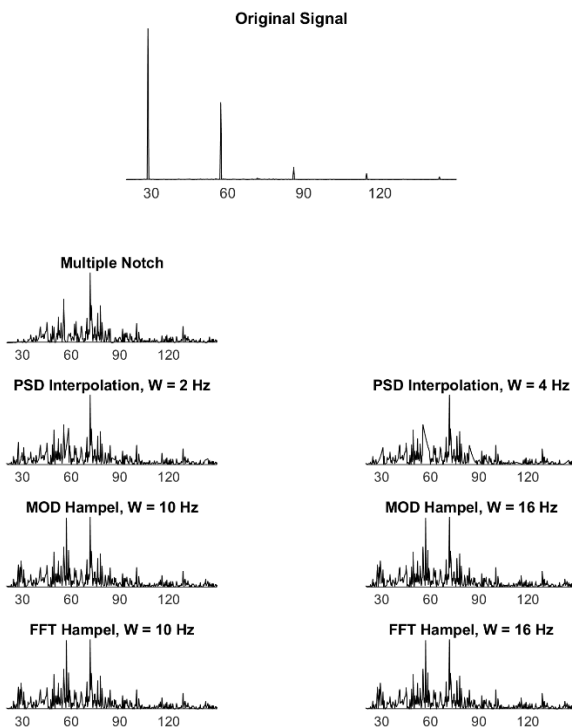 Original Signal
30 60 90 120
Multiple Notch
30 60 90 120
PSD Interpolation, W = 2 Hz
PSD Interpolation, W = 4 Hz
30 60 90 120
30 60 90 120
MOD Hampel, W = 10 Hz
MOD Hampel, W = 16 Hz
30 60 90 120
30 60 90 120
FFT Hampel, W = 10 Hz
FFT Hampel, W = 16 Hz
30 60 90 120
30 60 90 120